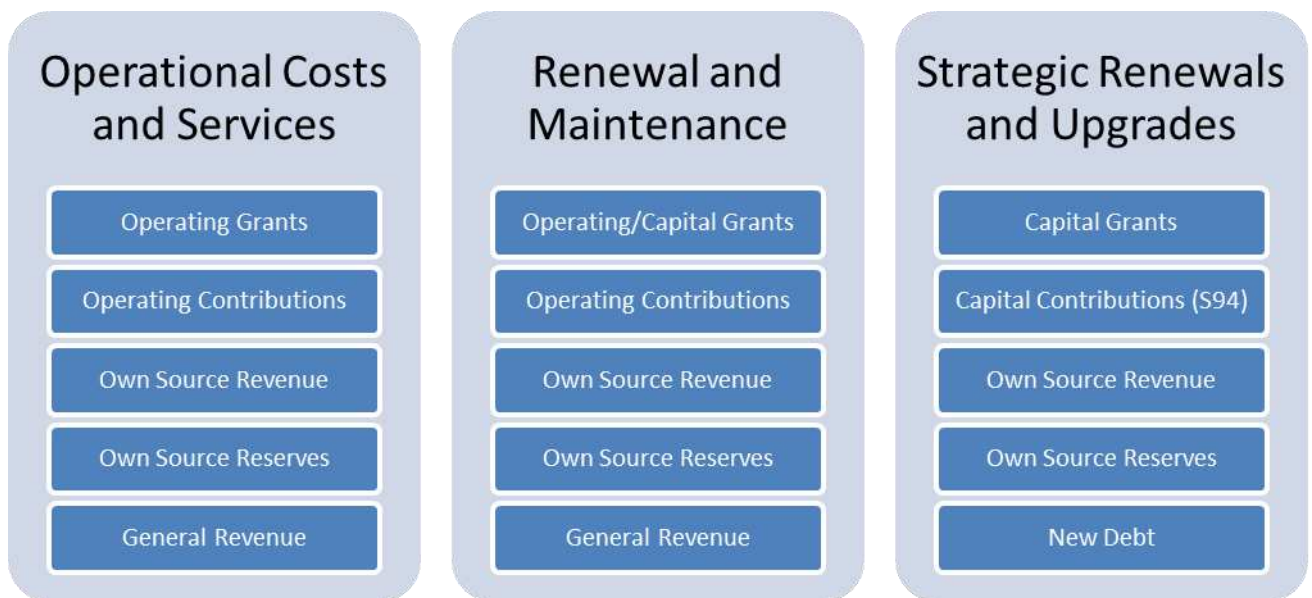 Operational Costs
and Services
Operating Grants
Operating Contributions
Own Source Revenue
Own Source Reserves
General Revenue
Renewal and
Maintenance
Operating/Capital Grants
Operating Contributions
Own Source Revenue
Own Source Reserves
General Revenue
Strategic Renewals
and Upgrades
Capital Grants
Capital Contributions (S94)
Own Source Revenue
Own Source Reserves
New Debt